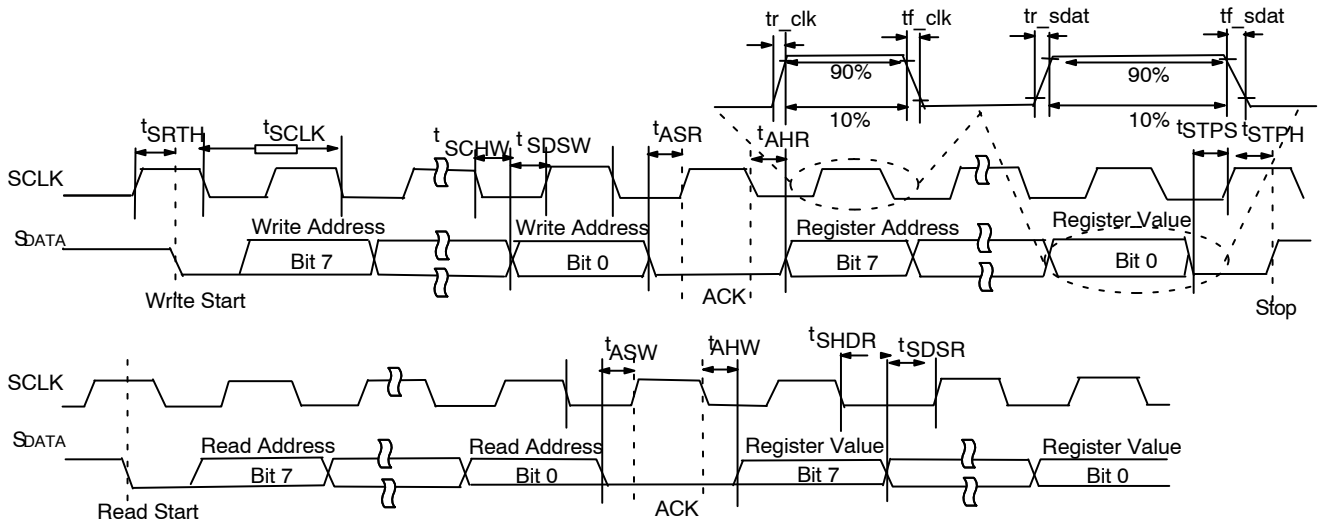 tr_clk tf_clk tr_sdat tf_sdat
90% 90%
10% 10%
tSRTH tSCLK tSCHW tSDSW tASR tAHR tSTPS tSTPH
SCLK
SDATA
Write Address Write Address Register Address Register Value
Bit 7 Bit 0 Bit 7 Bit 0
Write Start ACK Stop
tASW tAHW tSHDR tSDSR
SCLK
SDATA
Read Address Read Address Register Value Register Value
Bit 7 Bit 0 Bit 7 Bit 0
Read Start ACK